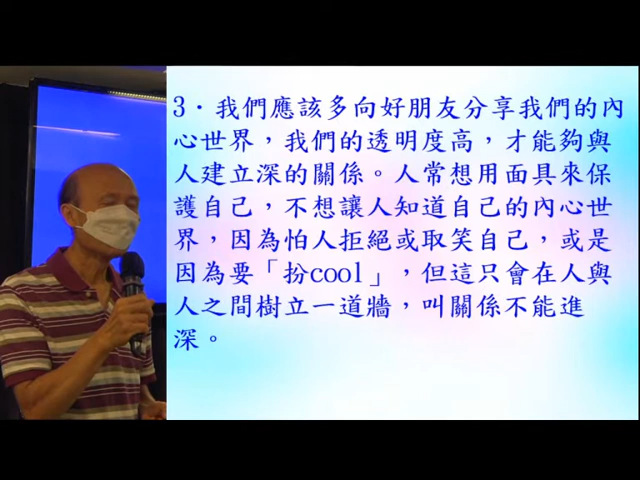 3．我們應該多向好朋友分享我們的內
心世界，我們的透明度高，才能夠與
人建立深的關係。人常想用面具來保
護自己，不想讓人知道自己的內心世
界，因為怕人拒絕或取笑自己，或是
因為要「扮cool」，但這只會在人與
人之間樹立一道牆，叫關係不能進
深。